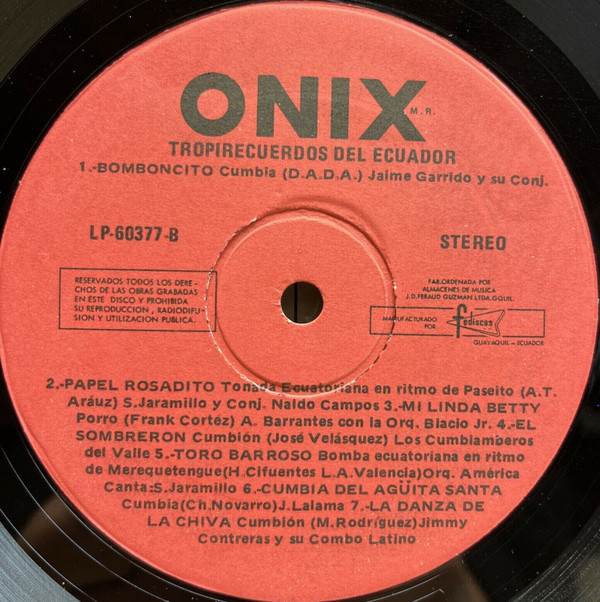 ONIX M.R.
TROPIRECUERDOS DEL ECUADOR
1.-BOMBONCITO Cumbia (D.A.D.A.) Jaime Garrido y su Conj.
LP-60377-B
STEREO
RESERVADOS TODOS LOS DERE-
CHOS DE LAS OBRAS GRABADAS
EN ESTE DISCO Y PROHIBIDA
SU REPRODUCCION, RADIODIFU-
SION Y UTILIZACION PUBLICA.
FAB.ORDENADA POR
ALMACENES DE MUSICA
J.D.FERAUD GUZMAN LTDA.GQUIL.
MANUFACTURADO
POR
fediscos
GUAYAQUIL-ECUADOR
2.-PAPEL ROSADITO Tonada Ecuatoriana en ritmo de Paseito (A.T.
Aráuz) S.Jaramillo y Conj. Naldo Campos 3.-MI LINDA BETTY
Porro (Frank Cortéz) A. Barrantes con la Orq. Blacio Jr. 4.-EL
SOMBRERON Cumbión (José Velásquez) Los Cumbiamberos
del Valle 5.-TORO BARROSO Bomba ecuatoriana en ritmo
de Merequetengue(H.Cifuentes L.A.Valencia)Orq. América
Canta:S.Jaramillo 6.-CUMBIA DEL AGÜITA SANTA
Cumbia(Ch.Novarro)J.Lalama 7.-LA DANZA DE
LA CHIVA Cumbión (M.Rodríguez)Jimmy
Contreras y su Combo Latino